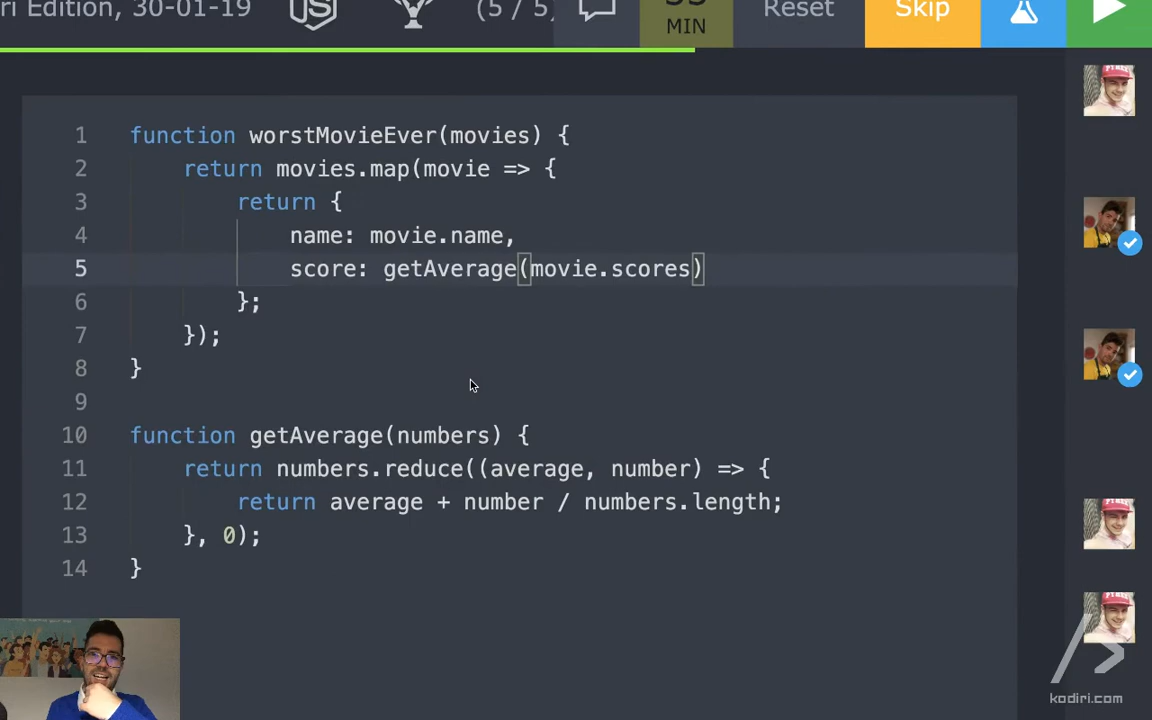 ri Edition, 30-01-19
(5 / 5)
MIN
Reset
Skip
1 function worstMovieEver(movies) {
2 return movies.map(movie => {
3 return {
4 name: movie.name,
5 score: getAverage(movie.scores)
6 };
7 });
8 }
9
10 function getAverage(numbers) {
11 return numbers.reduce((average, number) => {
12 return average + number / numbers.length;
13 }, 0);
14 }
kodiri.com